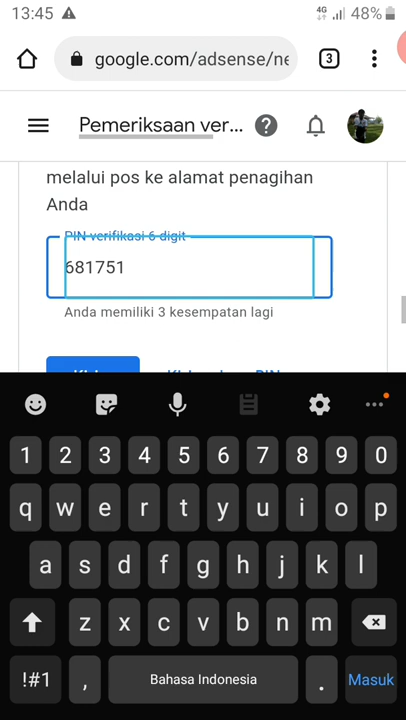 13:45 4G 48%
google.com/adsense/ne
3
Pemeriksaan ver...
melalui pos ke alamat penagihan
Anda
PIN verifikasi 6 digit
681751
Anda memiliki 3 kesempatan lagi
1 2 3 4 5 6 7 8 9 0
q w e r t y u i o p
a s d f g h j k l
z x c v b n m
!#1 , Bahasa Indonesia . Masuk